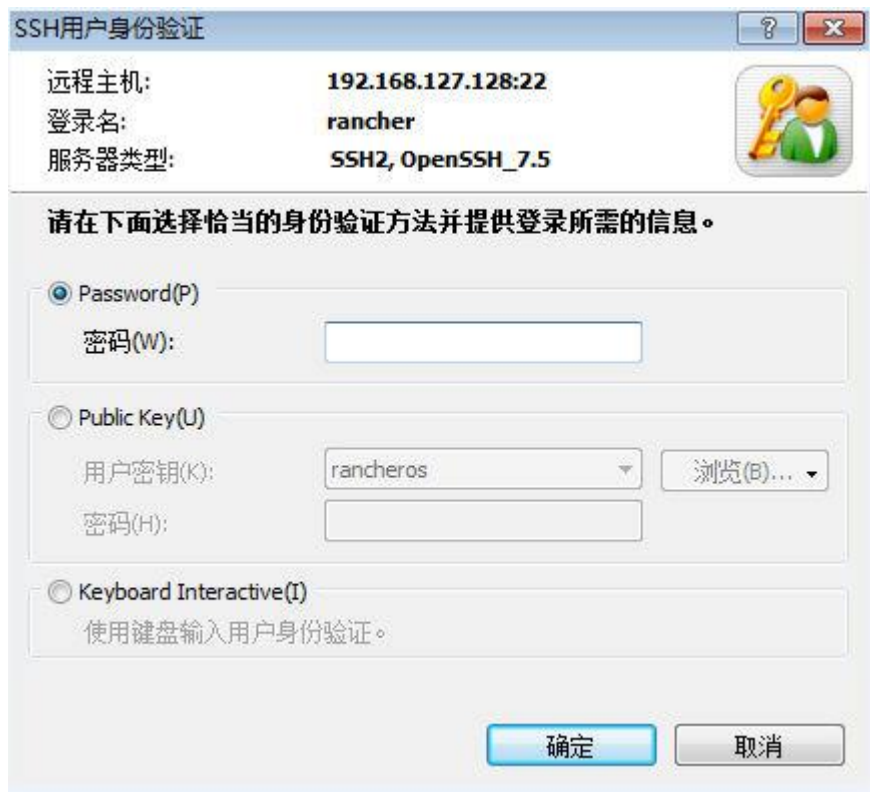 SSH用户身份验证
远程主机: 192.168.127.128:22
登录名: rancher
服务器类型: SSH2, OpenSSH_7.5
请在下面选择恰当的身份验证方法并提供登录所需的信息。
Password(P)
密码(W):
Public Key(U)
用户密钥(K): rancheros 浏览(B)...
密码(H):
Keyboard Interactive(I)
使用键盘输入用户身份验证。
确定 取消